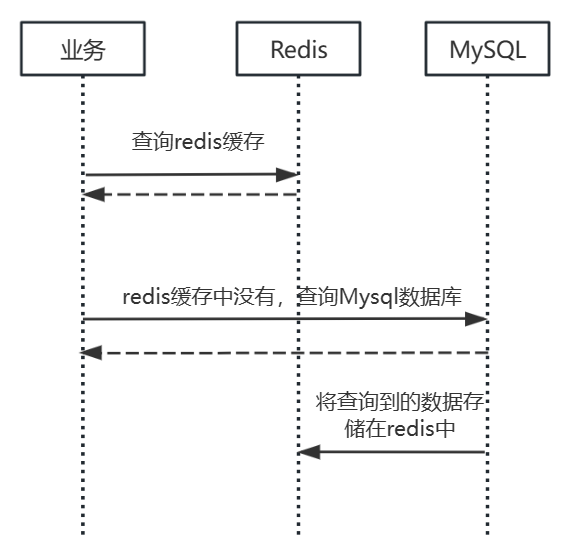 业务
Redis
MySQL
查询redis缓存
redis缓存中没有，查询Mysql数据库
将查询到的数据存
储在redis中